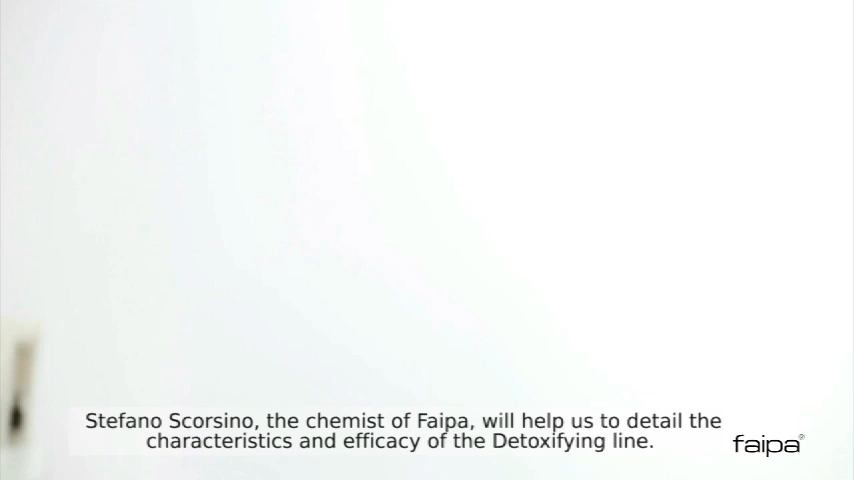 Stefano Scorsino, the chemist of Faipa, will help us to detail the
characteristics and efficacy of the Detoxifying line.
faipa®